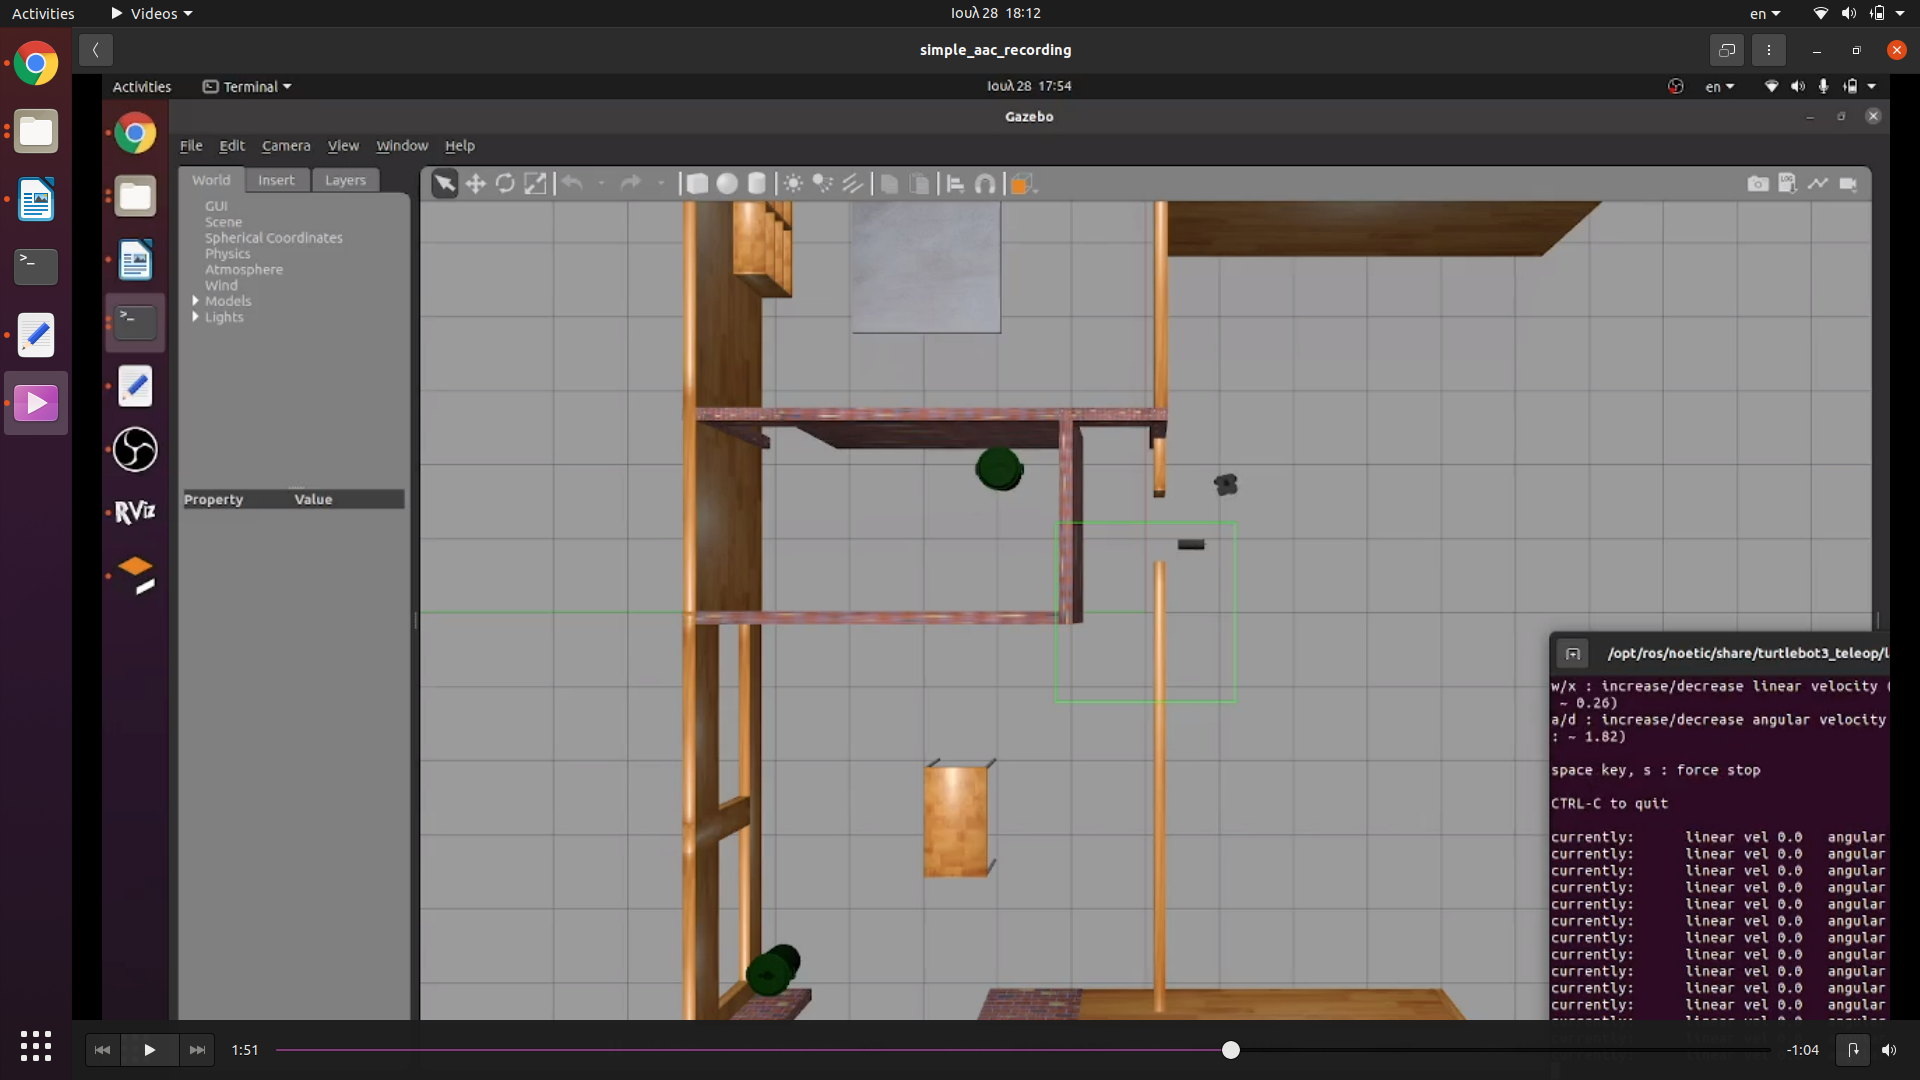 Activities
Videos
Ιουλ 28 18:12
en
simple_aac_recording
Activities
Terminal
Ιουλ 28 17:54
en
Gazebo
File Edit Camera View Window Help
World Insert Layers
GUI
Scene
Spherical Coordinates
Physics
Atmosphere
Wind
Models
Lights
LOG
Property Value
RViz
/opt/ros/noetic/share/turtlebot3_teleop/l
w/x : increase/decrease linear velocity (
~ 0.26)
a/d : increase/decrease angular velocity
: ~ 1.82)
space key, s : force stop
CTRL-C to quit
currently: linear vel 0.0 angular
currently: linear vel 0.0 angular
currently: linear vel 0.0 angular
currently: linear vel 0.0 angular
currently: linear vel 0.0 angular
currently: linear vel 0.0 angular
currently: linear vel 0.0 angular
currently: linear vel 0.0 angular
currently: linear vel 0.0 angular
currently: linear vel 0.0 angular
currently: linear vel 0.0 angular
1:51
-1:04